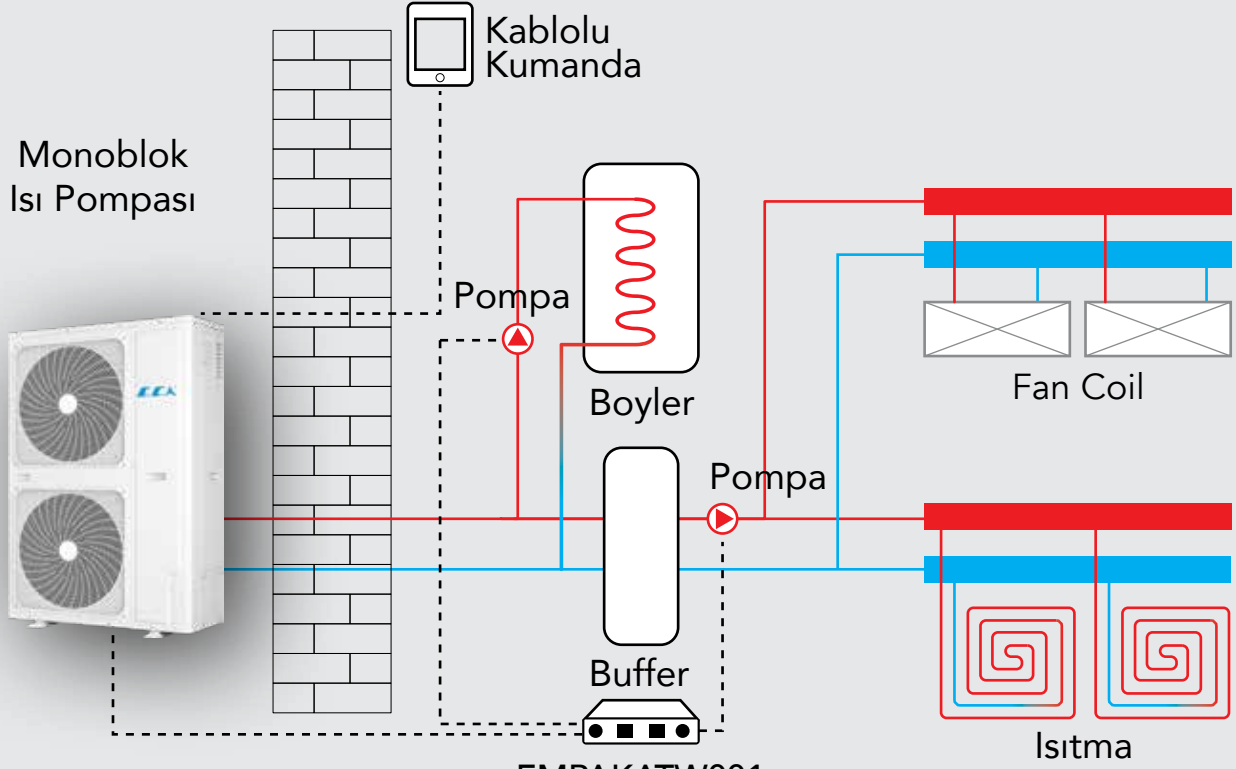 Kablolu
Kumanda
Monoblok
Isı Pompası
Pompa
Boyler
Fan Coil
Pompa
Buffer
Isıtma